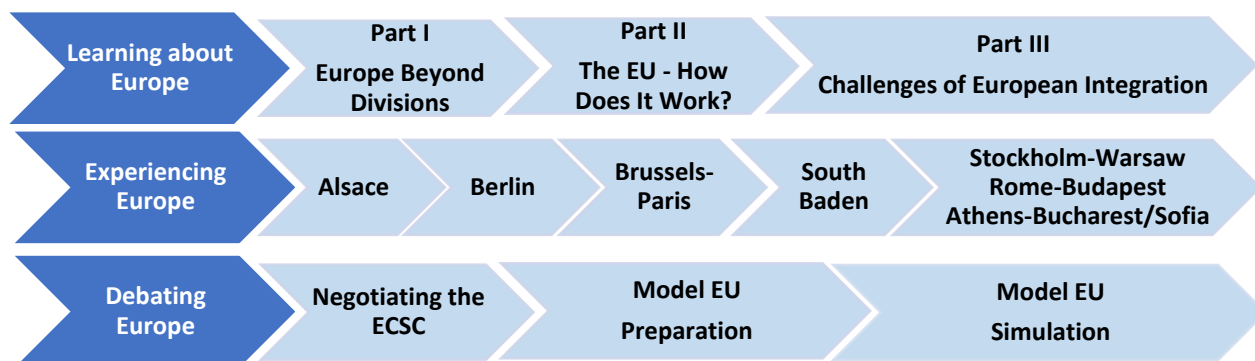 Learning about
Europe
Part I
Europe Beyond
Divisions
Part II
The EU - How
Does It Work?
Part III
Challenges of European Integration
Experiencing
Europe
Alsace
Berlin
Brussels-
Paris
South
Baden
Stockholm-Warsaw
Rome-Budapest
Athens-Bucharest/Sofia
Debating
Europe
Negotiating the
ECSC
Model EU
Preparation
Model EU
Simulation